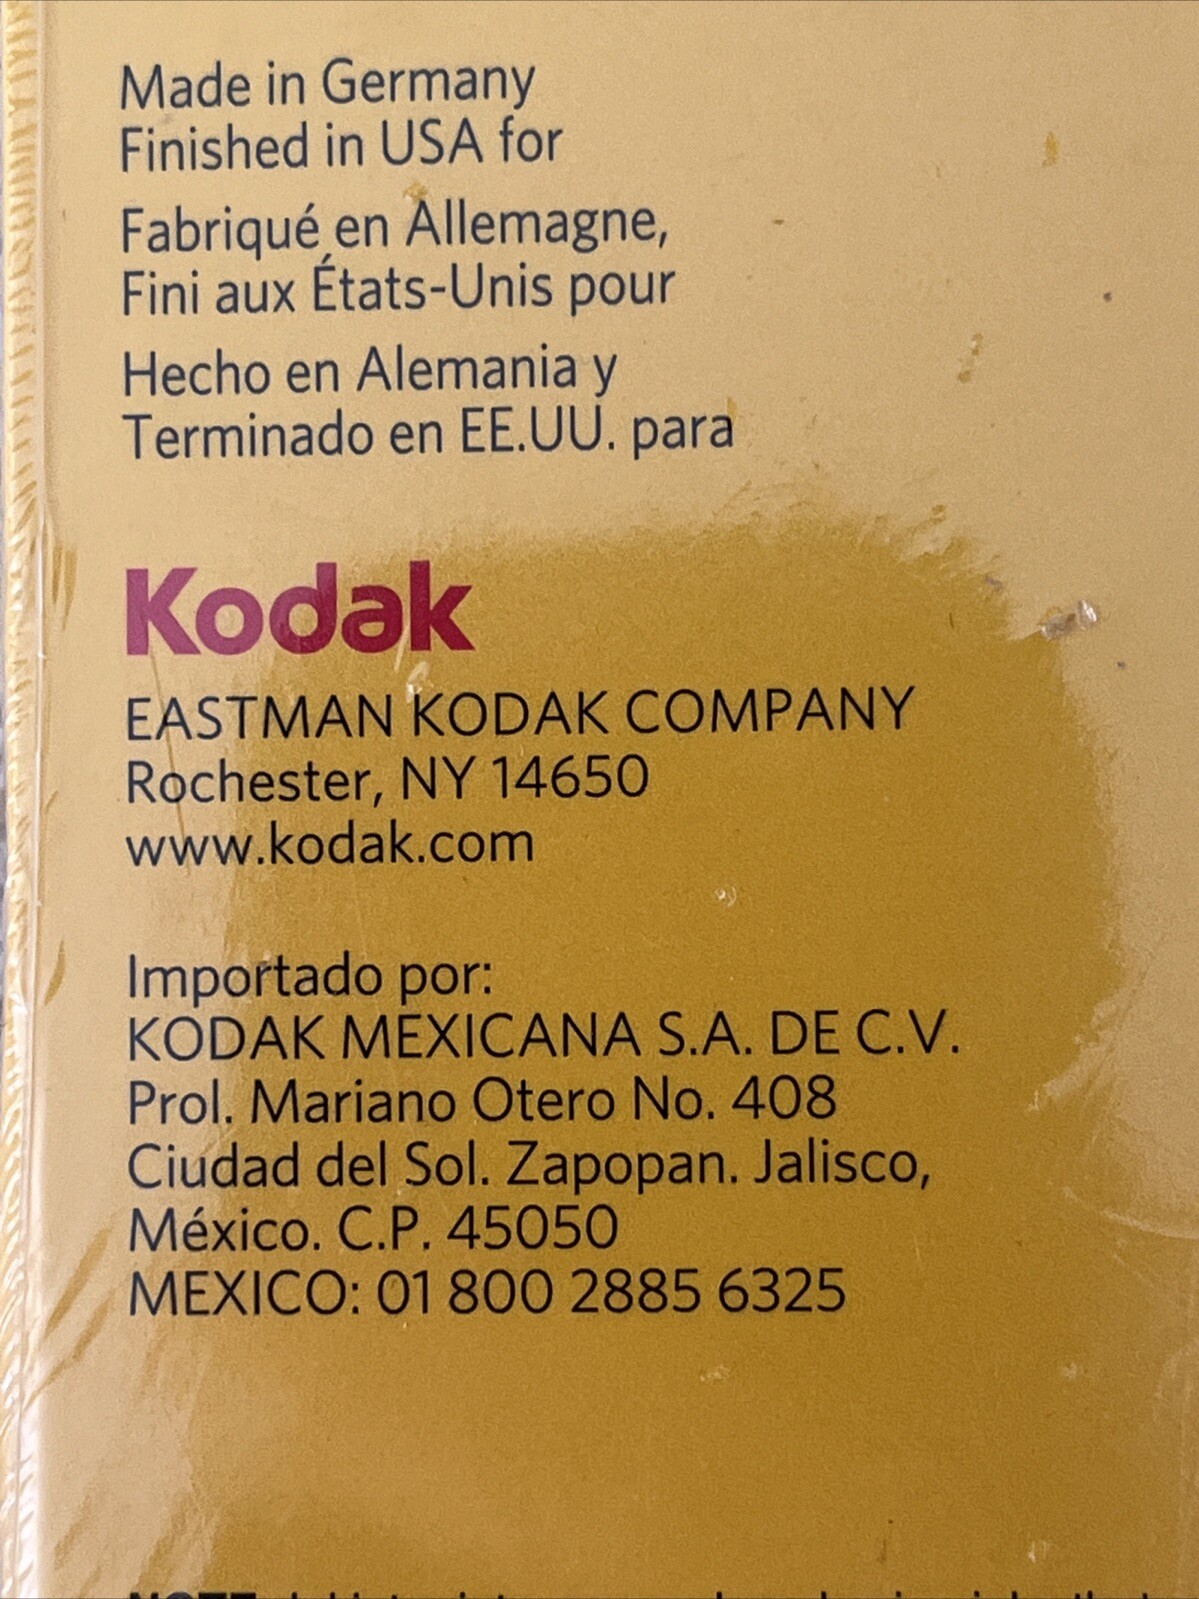 Made in Germany
Finished in USA for
Fabriqué en Allemagne,
Fini aux États-Unis pour
Hecho en Alemania y
Terminado en EE.UU. para
Kodak
EASTMAN KODAK COMPANY
Rochester, NY 14650
www.kodak.com
Importado por:
KODAK MEXICANA S.A. DE C.V.
Prol. Mariano Otero No. 408
Ciudad del Sol. Zapopan. Jalisco,
México. C.P. 45050
MEXICO: 01 800 2885 6325